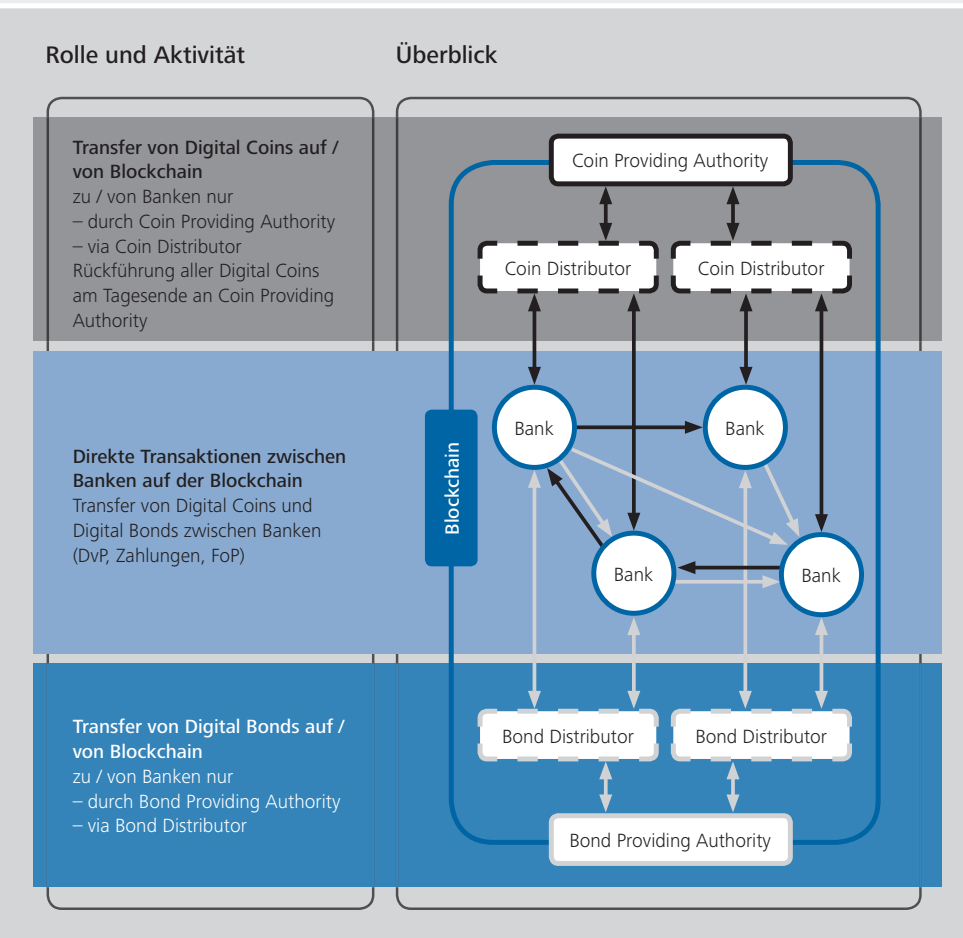 Rolle und Aktivität
Überblick
Transfer von Digital Coins auf /
von Blockchain
zu / von Banken nur
– durch Coin Providing Authority
– via Coin Distributor
Rückführung aller Digital Coins
am Tagesende an Coin Providing
Authority
Coin Providing Authority
Coin Distributor
Coin Distributor
Direkte Transaktionen zwischen
Banken auf der Blockchain
Transfer von Digital Coins und
Digital Bonds zwischen Banken
(DvP, Zahlungen, FoP)
Blockchain
Bank
Bank
Bank
Bank
Transfer von Digital Bonds auf /
von Blockchain
zu / von Banken nur
– durch Bond Providing Authority
– via Bond Distributor
Bond Distributor
Bond Distributor
Bond Providing Authority